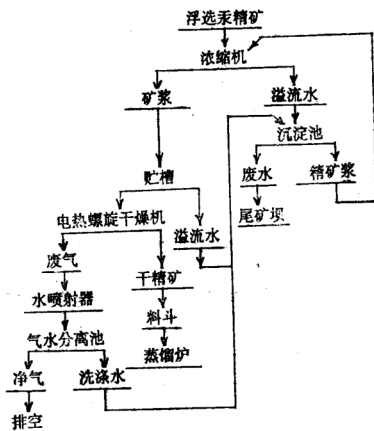 浮选汞精矿
浓缩机
矿浆
溢流水
沉淀池
废水
精矿浆
尾矿坝
贮槽
电热螺旋干燥机
溢流水
废气
干精矿
水喷射器
料斗
气水分离池
蒸馏炉
净气
洗涤水
排空